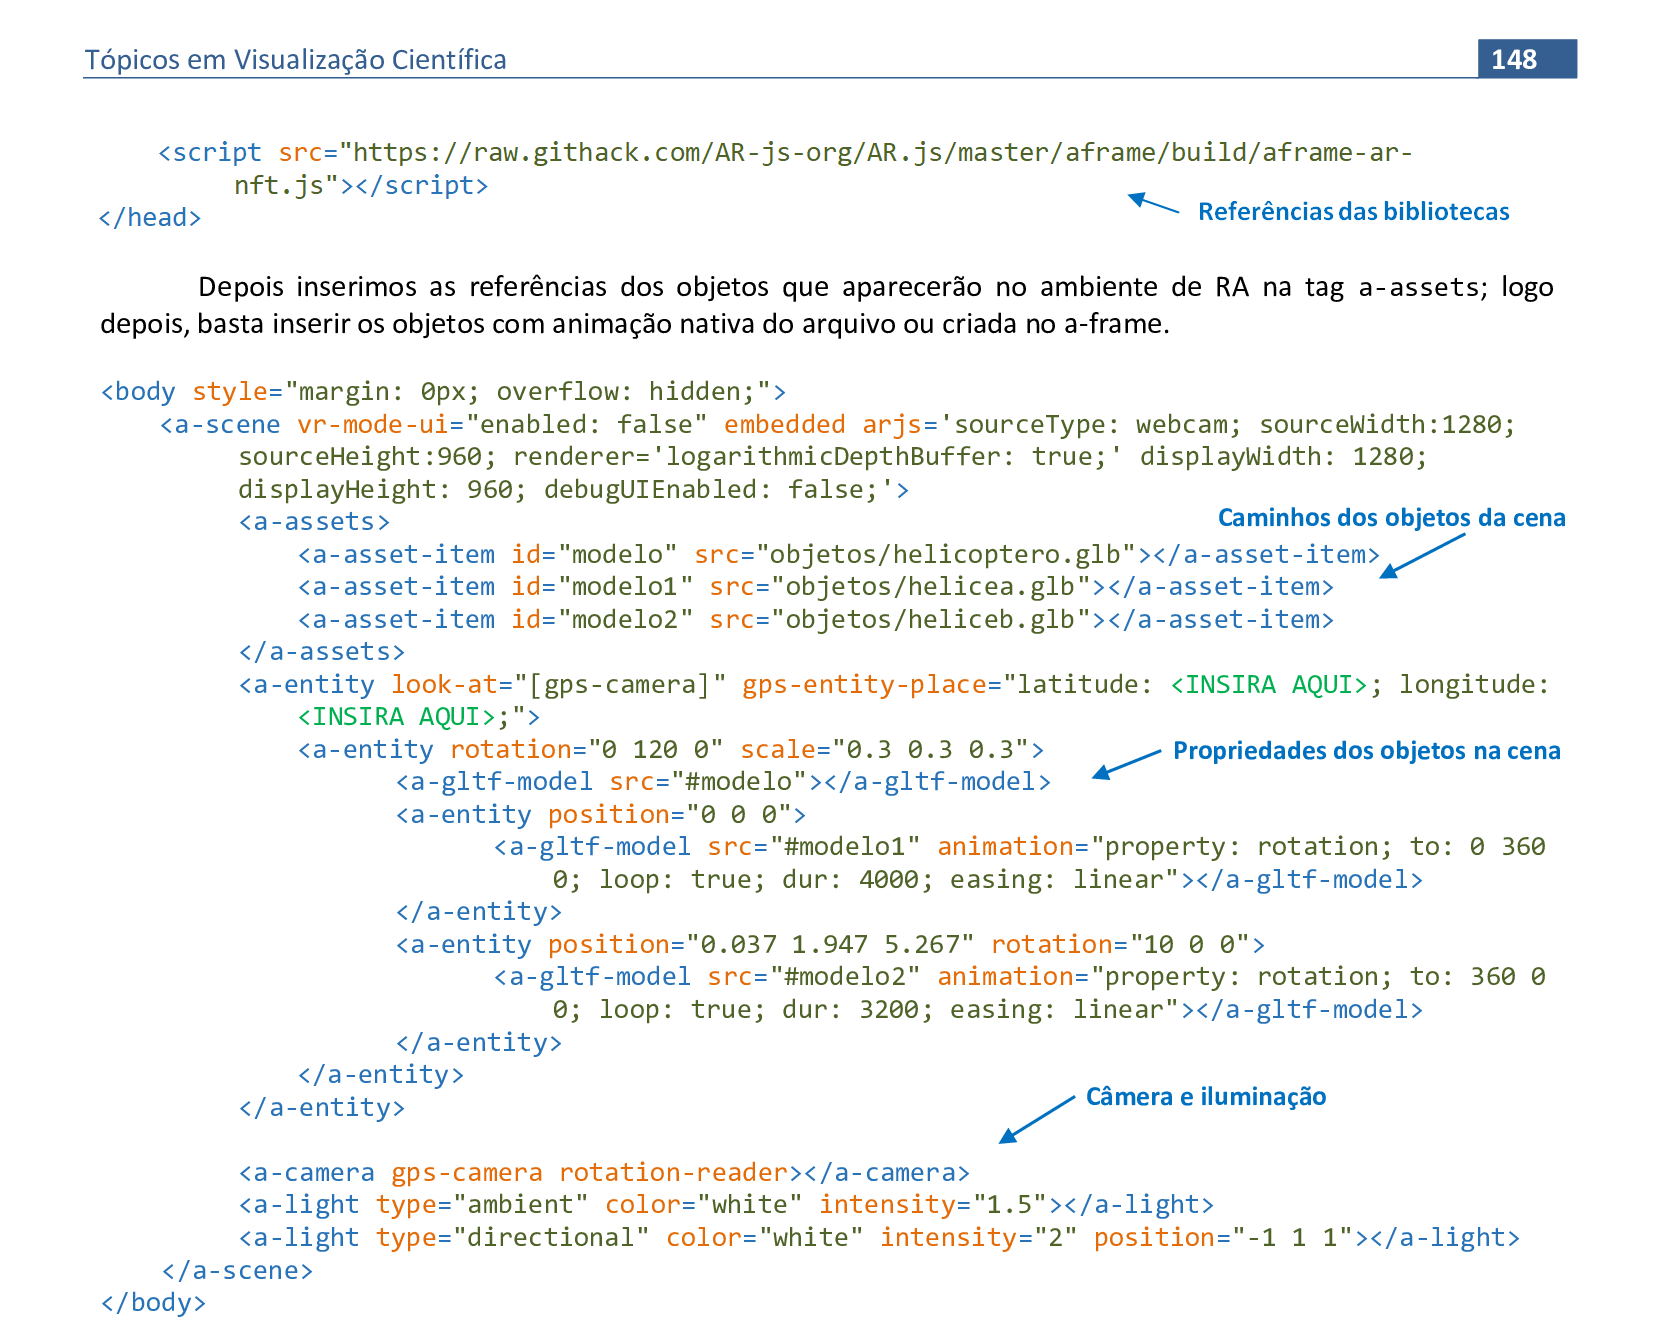 Tópicos em Visualização Científica 148
<script src="https://raw.githack.com/AR-js-org/AR.js/master/aframe/build/aframe-ar-
nft.js"></script>
</head>
Referências das bibliotecas
Depois inserimos as referências dos objetos que aparecerão no ambiente de RA na tag a-assets; logo
depois, basta inserir os objetos com animação nativa do arquivo ou criada no a-frame.
<body style="margin: 0px; overflow: hidden;">
<a-scene vr-mode-ui="enabled: false" embedded arjs='sourceType: webcam; sourceWidth:1280;
sourceHeight:960; renderer='logarithmicDepthBuffer: true;' displayWidth: 1280;
displayHeight: 960; debugUIEnabled: false;'>
<a-assets>
Caminhos dos objetos da cena
<a-asset-item id="modelo" src="objetos/helicoptero.glb"></a-asset-item>
<a-asset-item id="modelo1" src="objetos/helicea.glb"></a-asset-item>
<a-asset-item id="modelo2" src="objetos/heliceb.glb"></a-asset-item>
</a-assets>
<a-entity look-at="[gps-camera]" gps-entity-place="latitude: <INSIRA AQUI>; longitude:
<INSIRA AQUI>;">
<a-entity rotation="0 120 0" scale="0.3 0.3 0.3">
Propriedades dos objetos na cena
<a-gltf-model src="#modelo"></a-gltf-model>
<a-entity position="0 0 0">
<a-gltf-model src="#modelo1" animation="property: rotation; to: 0 360
0; loop: true; dur: 4000; easing: linear"></a-gltf-model>
</a-entity>
<a-entity position="0.037 1.947 5.267" rotation="10 0 0">
<a-gltf-model src="#modelo2" animation="property: rotation; to: 360 0
0; loop: true; dur: 3200; easing: linear"></a-gltf-model>
</a-entity>
</a-entity>
</a-entity>
Câmera e iluminação
<a-camera gps-camera rotation-reader></a-camera>
<a-light type="ambient" color="white" intensity="1.5"></a-light>
<a-light type="directional" color="white" intensity="2" position="-1 1 1"></a-light>
</a-scene>
</body>